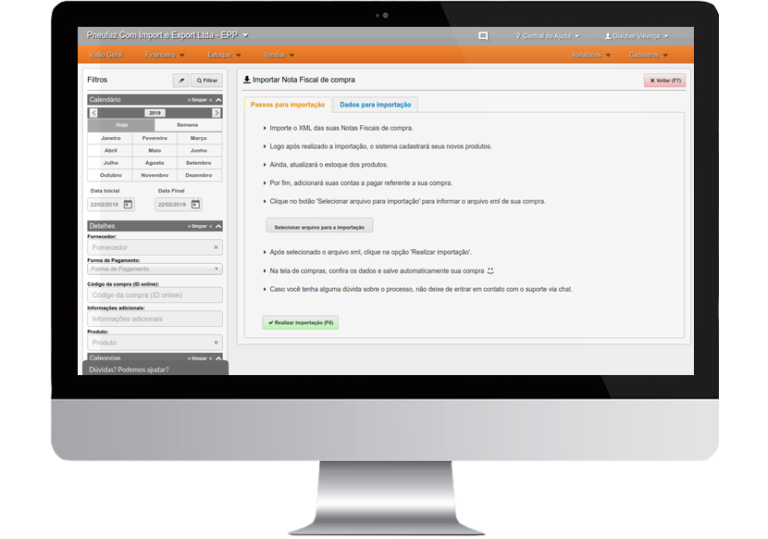 Pneufaz Com Import e Export Ltda - EPP
? Central de Ajuda
Glauber Valença
Visão Geral
Financeiro
Estoque
Vendas
Relatórios
Cadastros
Filtros
Filtrar
Calendário
> limpar <
2019
Hoje
Semana
Janeiro
Fevereiro
Março
Abril
Maio
Junho
Julho
Agosto
Setembro
Outubro
Novembro
Dezembro
Data Inicial
Data Final
22/02/2019
22/02/2019
Detalhes
> limpar <
Fornecedor:
Fornecedor
Forma de Pagamento:
Forma de Pagamento
Código da compra (ID online):
Código da compra (ID online)
Informações adicionais:
Informações adicionais
Produto:
Produto
Categorias
> limpar <
Dúvidas? Podemos ajudar?
Importar Nota Fiscal de compra
Voltar (F7)
Passos para importação
Dados para importação
Importe o XML das suas Notas Fiscais de compra.
Logo após realizado a importação, o sistema cadastrará seus novos produtos.
Ainda, atualizará o estoque dos produtos.
Por fim, adicionará suas contas a pagar referente a sua compra.
Clique no botão 'Selecionar arquivo para importação' para informar o arquivo xml de sua compra.
Selecionar arquivo para a importação
Após selecionado o arquivo xml, clique na opção 'Realizar importação'.
Na tela de compras, confira os dados e salve automaticamente sua compra
Caso você tenha alguma dúvida sobre o processo, não deixe de entrar em contato com o suporte via chat.
Realizar importação (F6)